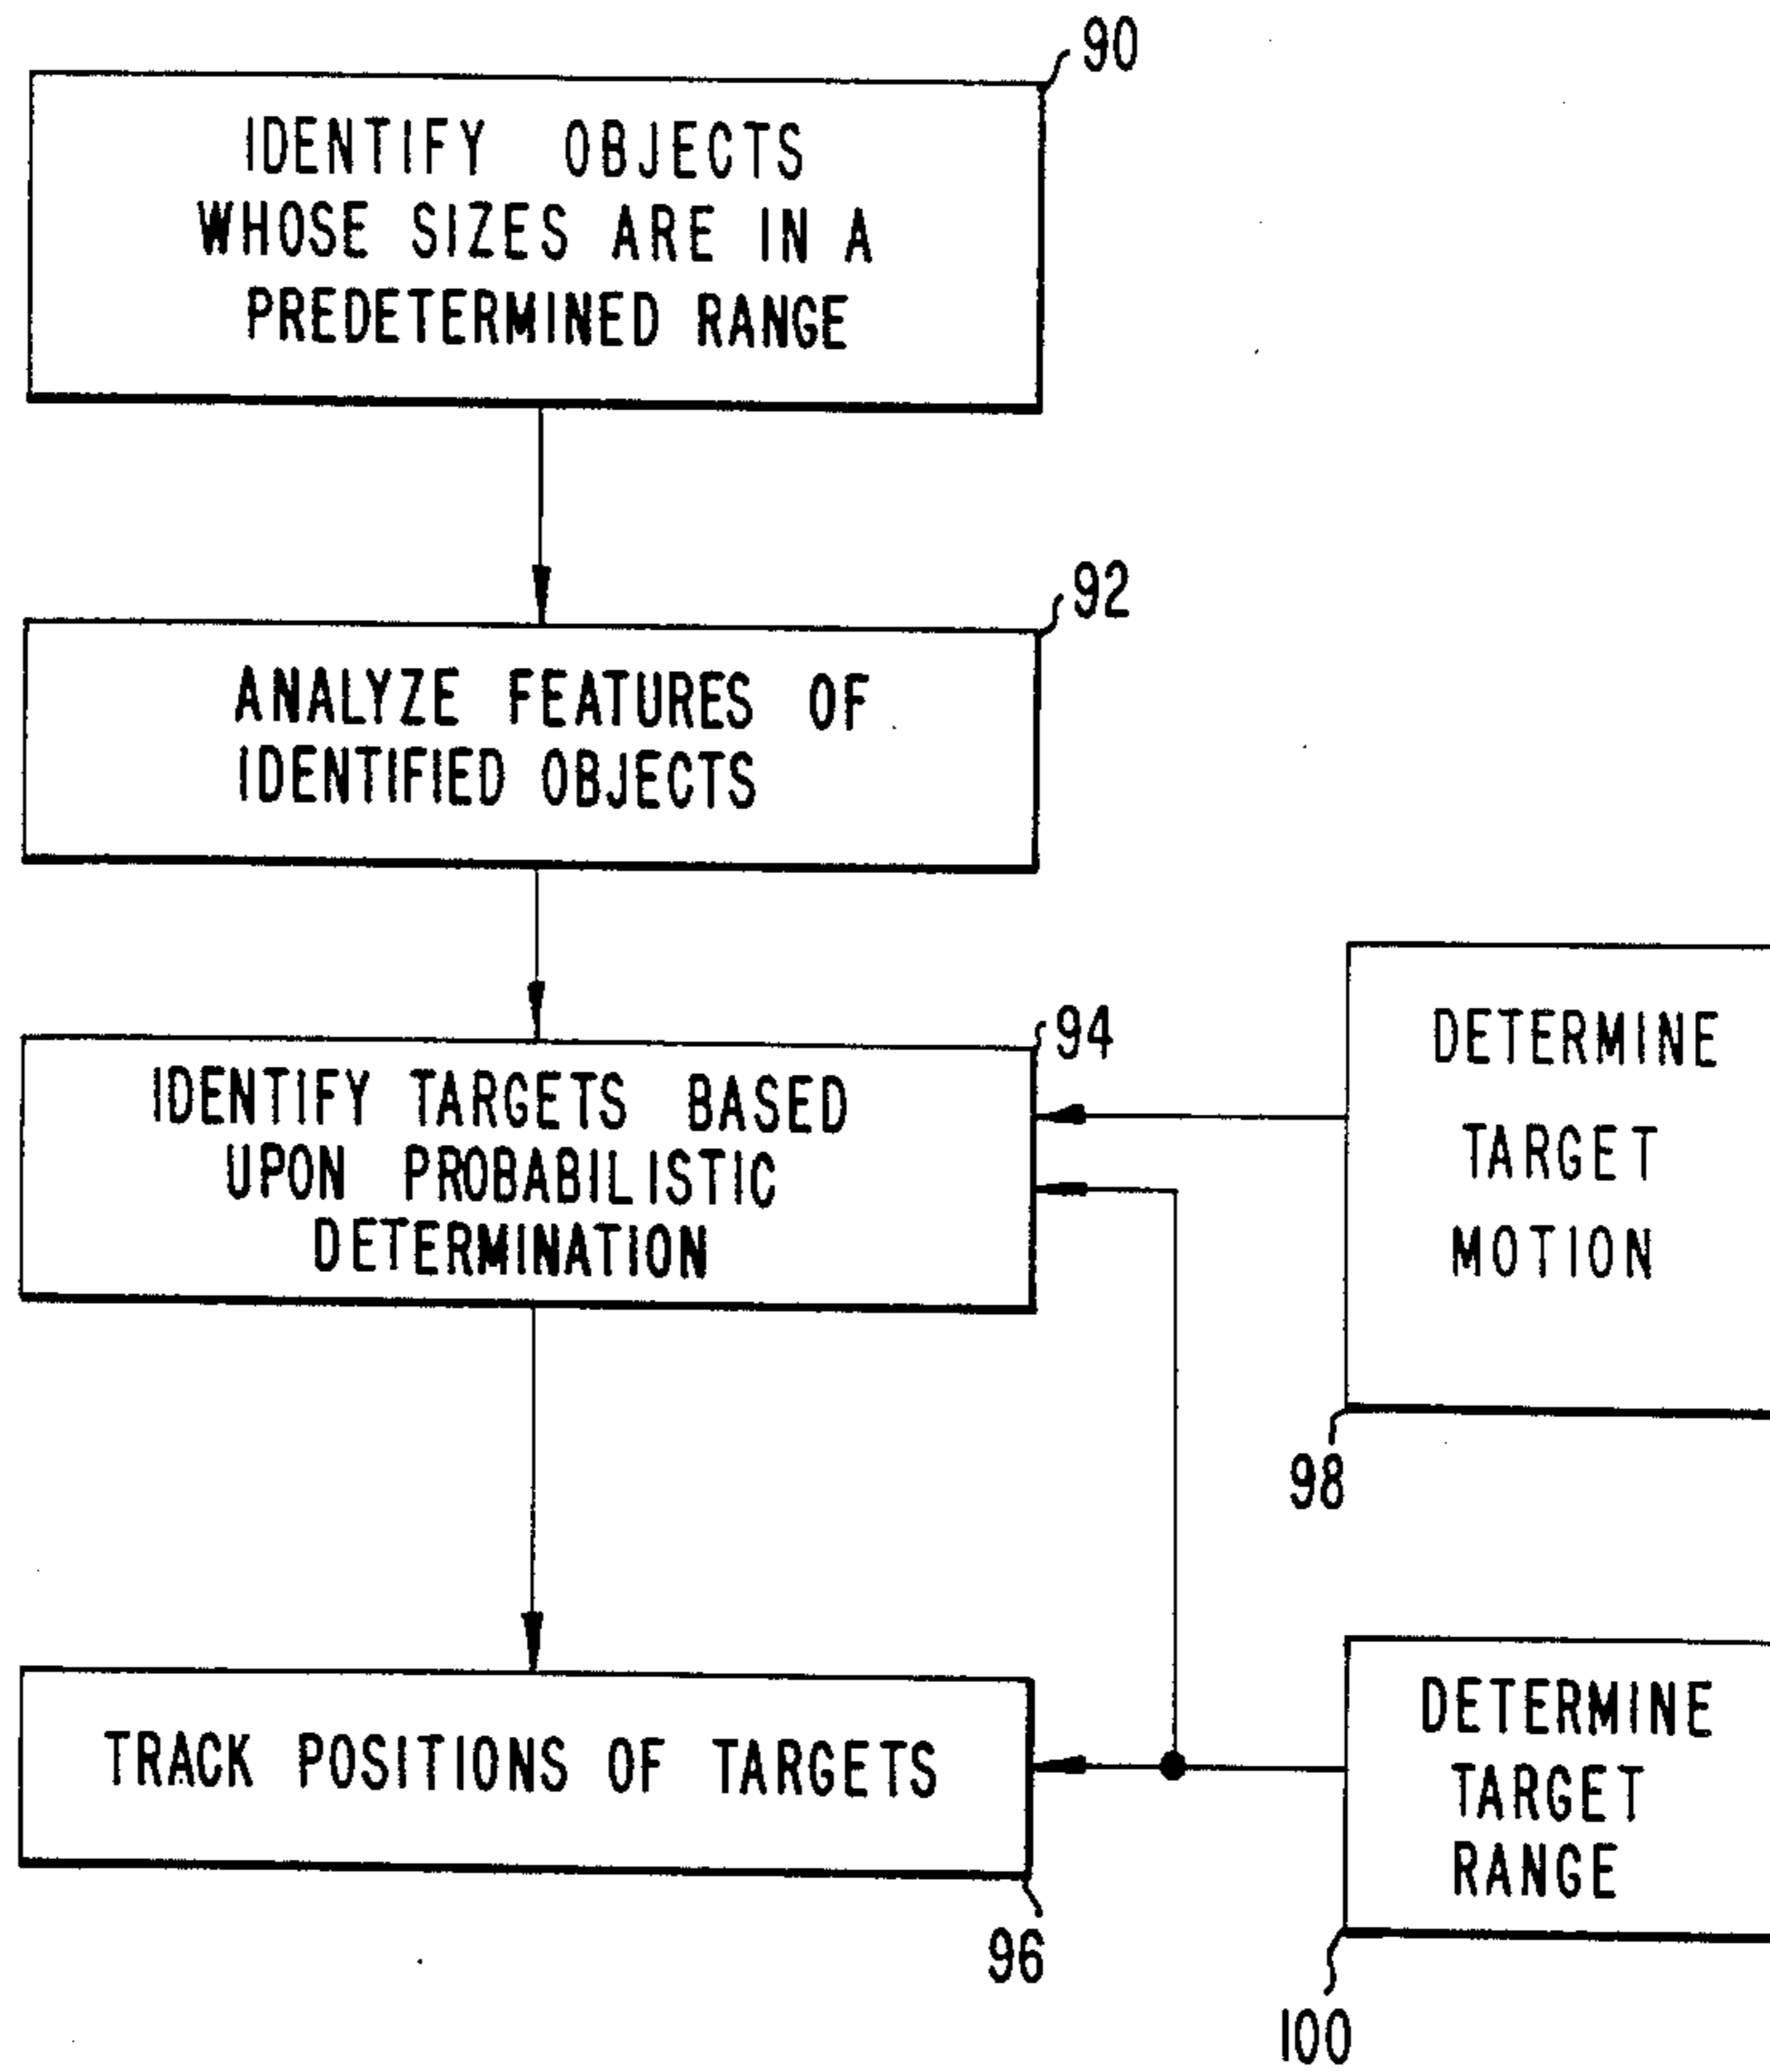 90
IDENTIFY OBJECTS
WHOSE SIZES ARE IN A
PREDETERMINED RANGE
92
ANALYZE FEATURES OF
IDENTIFIED OBJECTS
94
IDENTIFY TARGETS BASED
UPON PROBABILISTIC
DETERMINATION
DETERMINE
TARGET
MOTION
98
TRACK POSITIONS OF TARGETS
96
DETERMINE
TARGET
RANGE
100